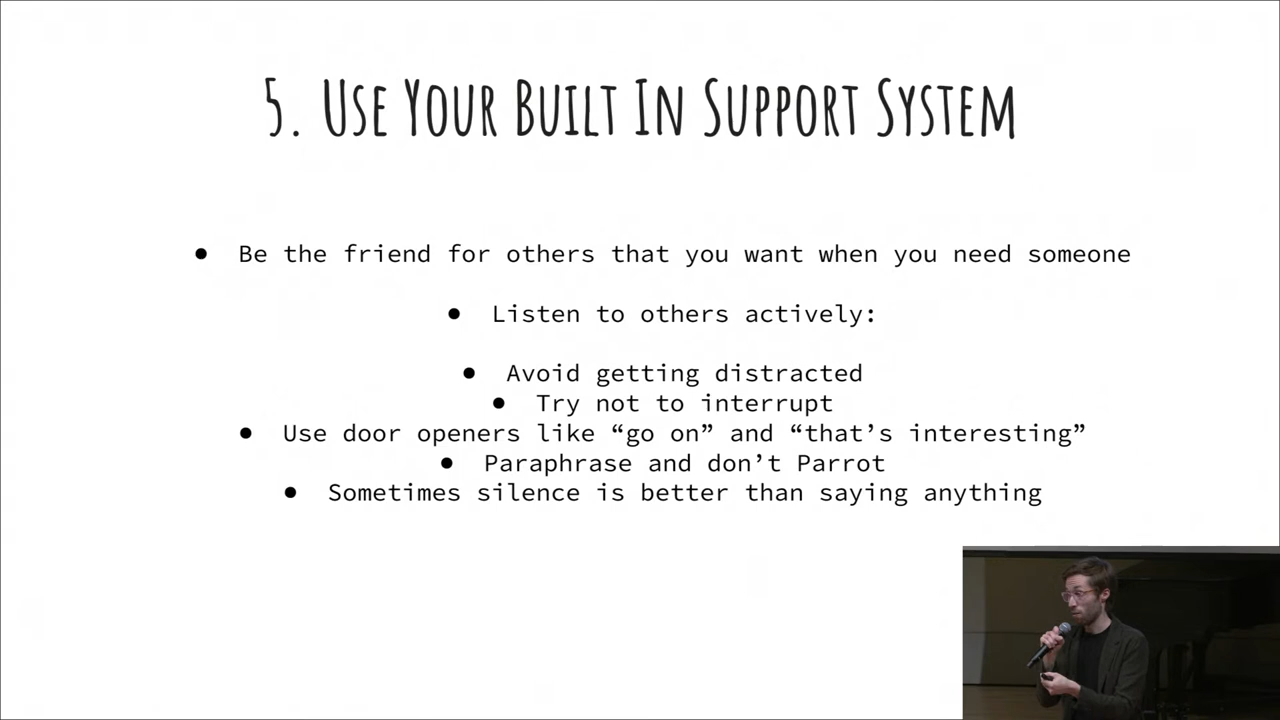 5. Use Your Built In Support System
● Be the friend for others that you want when you need someone
● Listen to others actively:
● Avoid getting distracted
● Try not to interrupt
● Use door openers like “go on” and “that’s interesting”
● Paraphrase and don’t Parrot
● Sometimes silence is better than saying anything